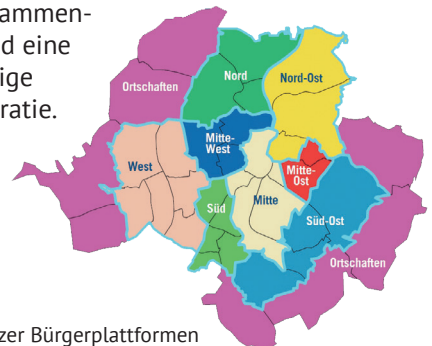 ammen-
d eine
ige
ratie.
Ortschaften
Nord
Nord-Ost
Mitte-
West
West
Mitte-
Ost
Süd
Mitte
Süd-Ost
Ortschaften
zer Bürgerplattformen